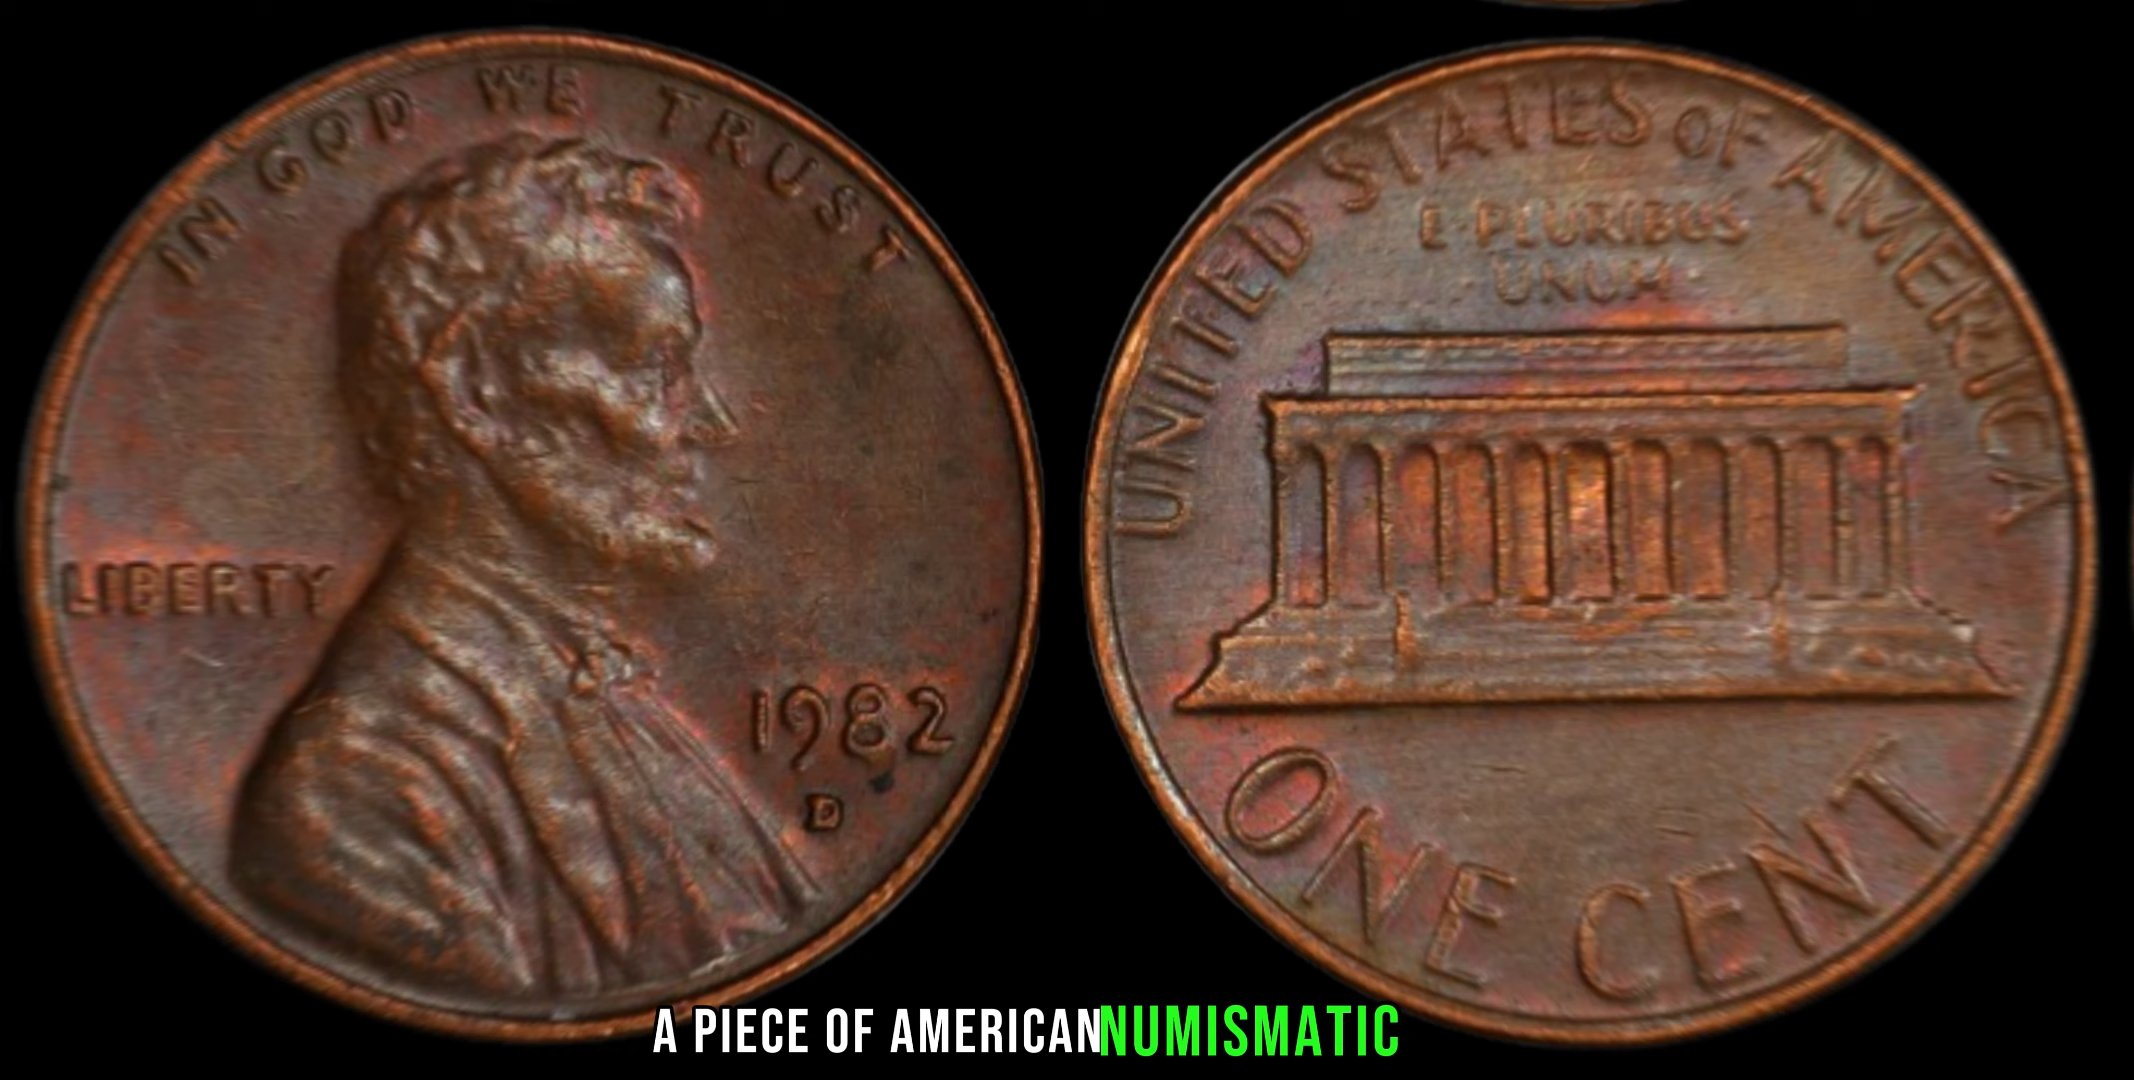 IN GOD WE TRUST
LIBERTY
1982
D
UNITED STATES OF AMERICA
E·PLURIBUS
·UNUM·
ONE CENT
A PIECE OF AMERICAN NUMISMATIC